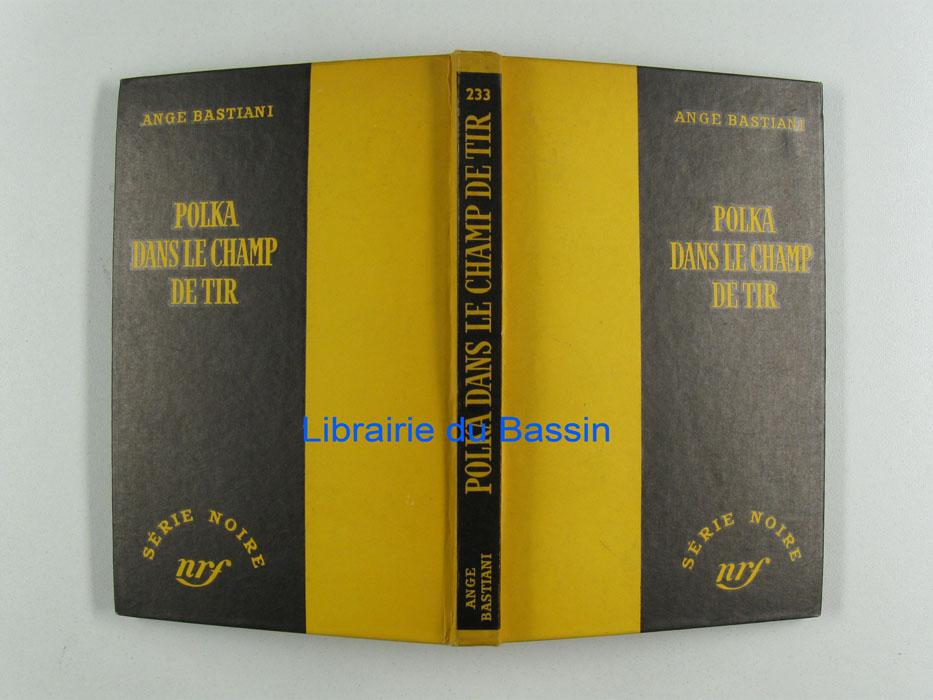 ANGE BASTIANI
POLKA
DANS LE CHAMP
DE TIR
SÉRIE NOIRE
nrf
233
POLKA DANS LE CHAMP DE TIR
ANGE
BASTIANI
ANGE BASTIANI
POLKA
DANS LE CHAMP
DE TIR
SÉRIE NOIRE
nrf
Librairie du Bassin